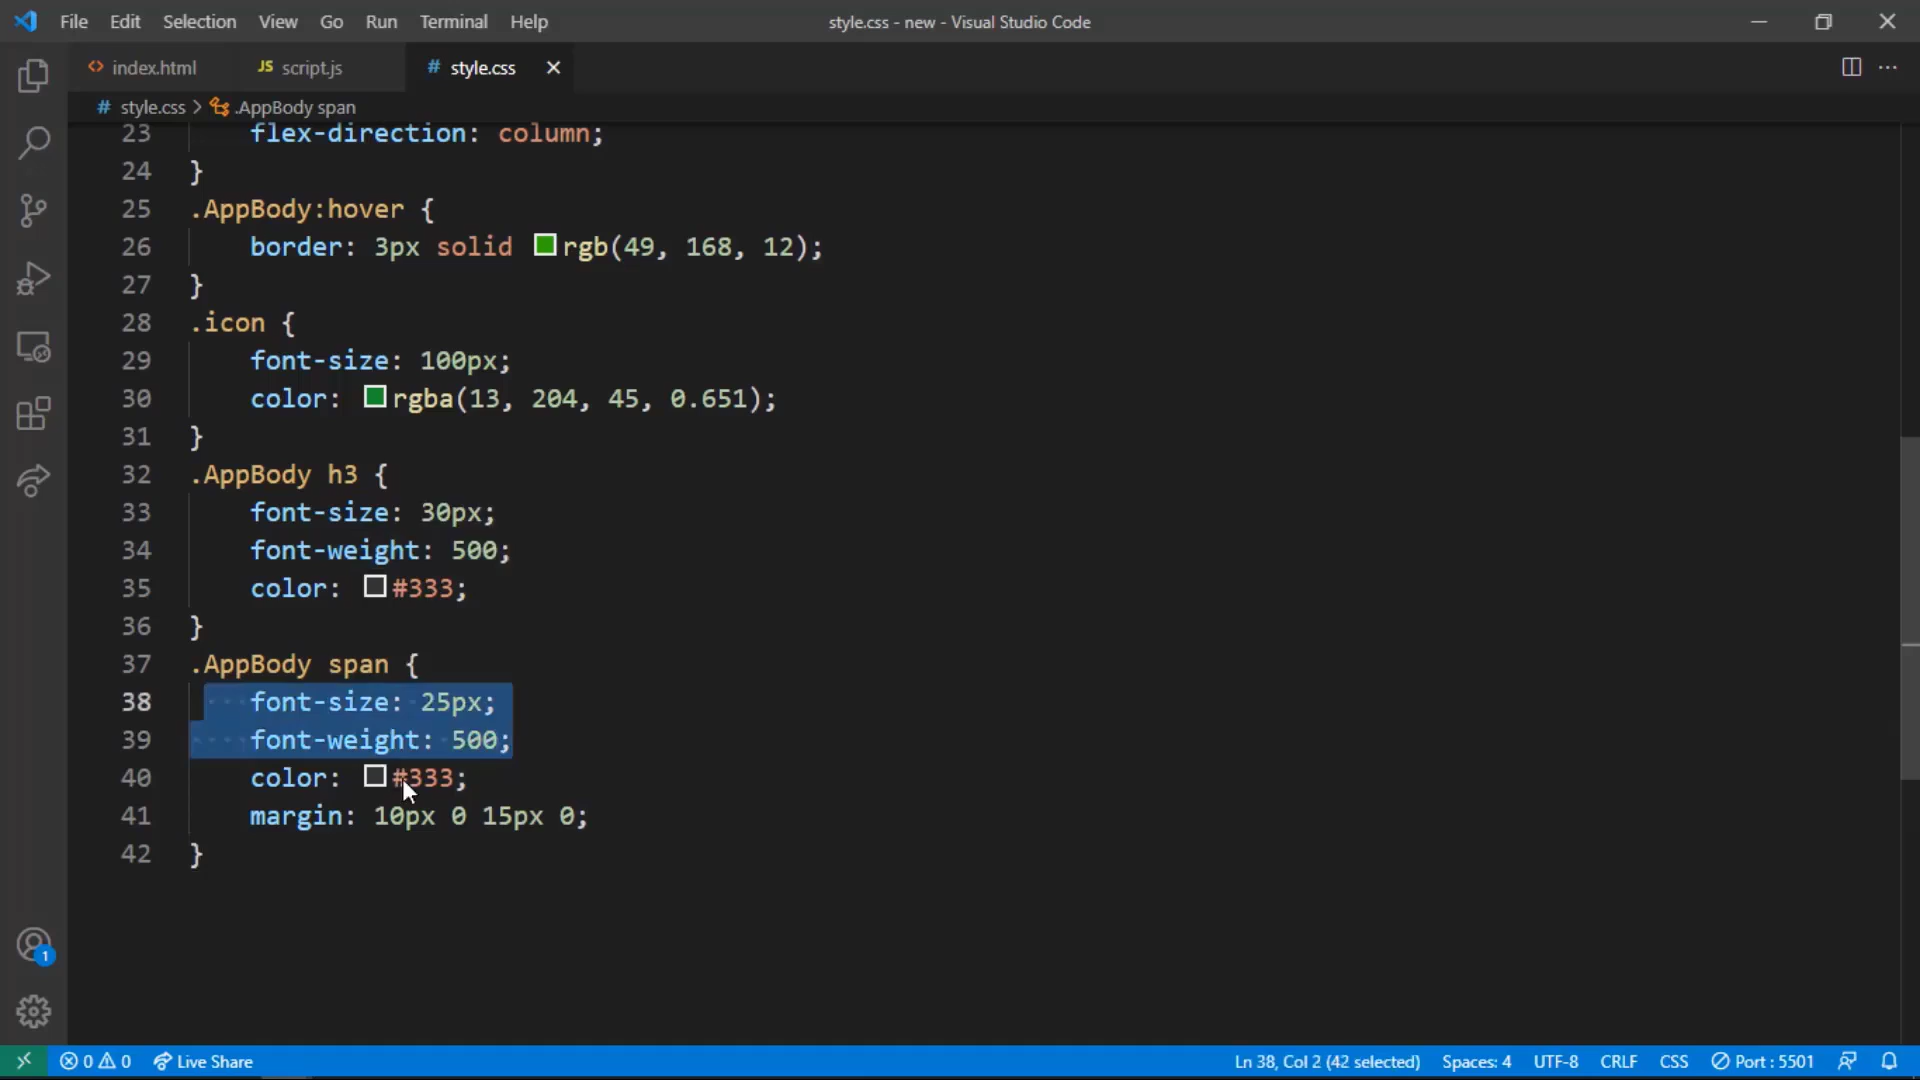 File Edit Selection View Go Run Terminal Help style.css - new - Visual Studio Code
index.html JS script.js # style.css
# style.css > .AppBody span
23 flex-direction: column;
24 }
25 .AppBody:hover {
26 border: 3px solid rgb(49, 168, 12);
27 }
28 .icon {
29 font-size: 100px;
30 color: rgba(13, 204, 45, 0.651);
31 }
32 .AppBody h3 {
33 font-size: 30px;
34 font-weight: 500;
35 color: #333;
36 }
37 .AppBody span {
38 font-size: 25px;
39 font-weight: 500;
40 color: #333;
41 margin: 10px 0 15px 0;
42 }
1
0 0 Live Share Ln 38, Col 2 (42 selected) Spaces: 4 UTF-8 CRLF CSS Port : 5501